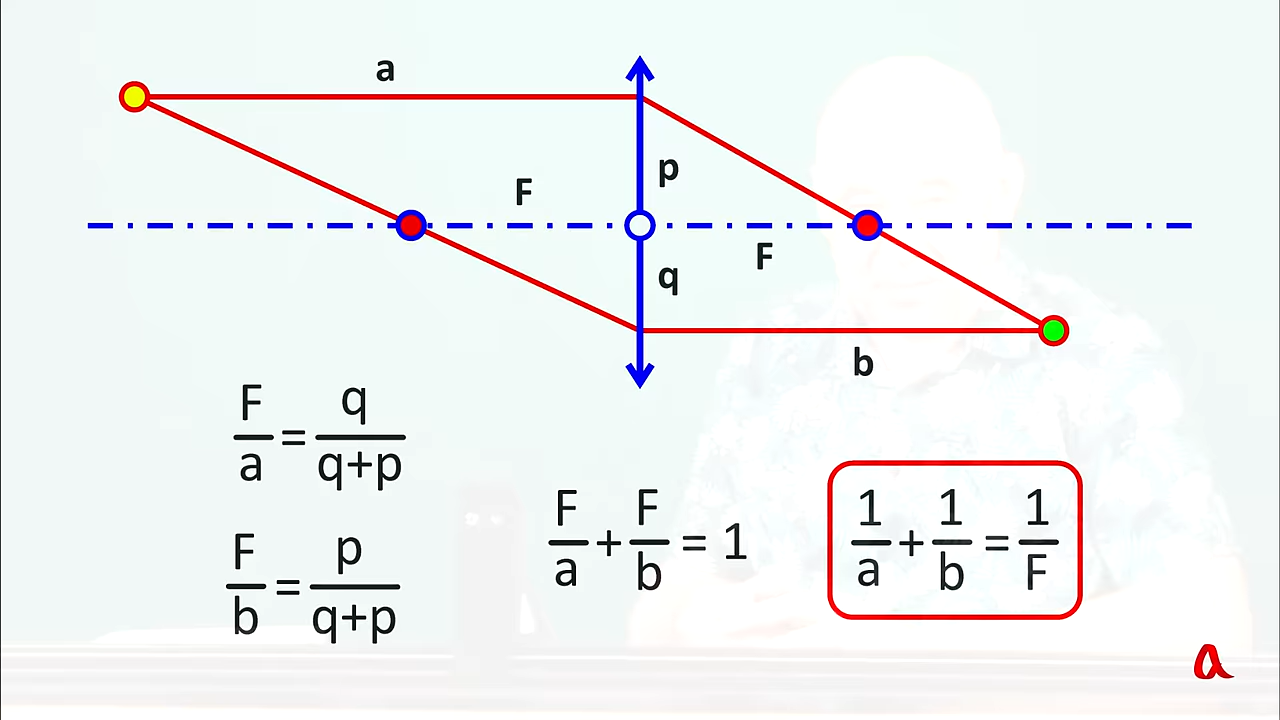 a
p
F
F
q
b
F/a = q/(q+p)
F/b = p/(q+p)
F/a + F/b = 1
1/a + 1/b = 1/F
a